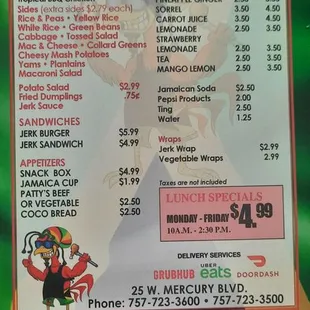 Tropical BBQ Chicken
Sides (extra sides $2.79 each)
Rice & Peas • Yellow Rice
White Rice • Green Beans
Cabbage • Tossed Salad
Mac & Cheese • Collard Greens
Cheesy Mash Potatoes
Yams • Plantains
Macaroni Salad
Potato Salad $2.99
Fried Dumplings .75¢
Jerk Sauce
SANDWICHES
JERK BURGER $5.99
JERK SANDWICH $4.99
APPETIZERS
SNACK BOX $4.99
JAMAICA CUP $1.99
PATTY'S BEEF
OR VEGETABLE $2.50
COCO BREAD $2.50
PINEAPPLE GINGER 2.50
SORREL 3.50 4.50
CARROT JUICE 3.50 4.50
LEMONADE 2.50 3.50
STRAWBERRY
LEMONADE 2.50 3.50
TEA 2.50 3.50
MANGO LEMON 2.50 3.50
Jamaican Soda $2.50
Pepsi Products 2.00
Ting 2.50
Water 1.25
Wraps
Jerk Wrap $2.99
Vegetable Wraps 2.99
Taxes are not included
LUNCH SPECIALS
MONDAY - FRIDAY $4.99
10A.M. - 2:30 P.M.
DELIVERY SERVICES
GRUBHUB UBER eats DOORDASH
25 W. MERCURY BLVD.
Phone: 757-723-3600 • 757-723-3500